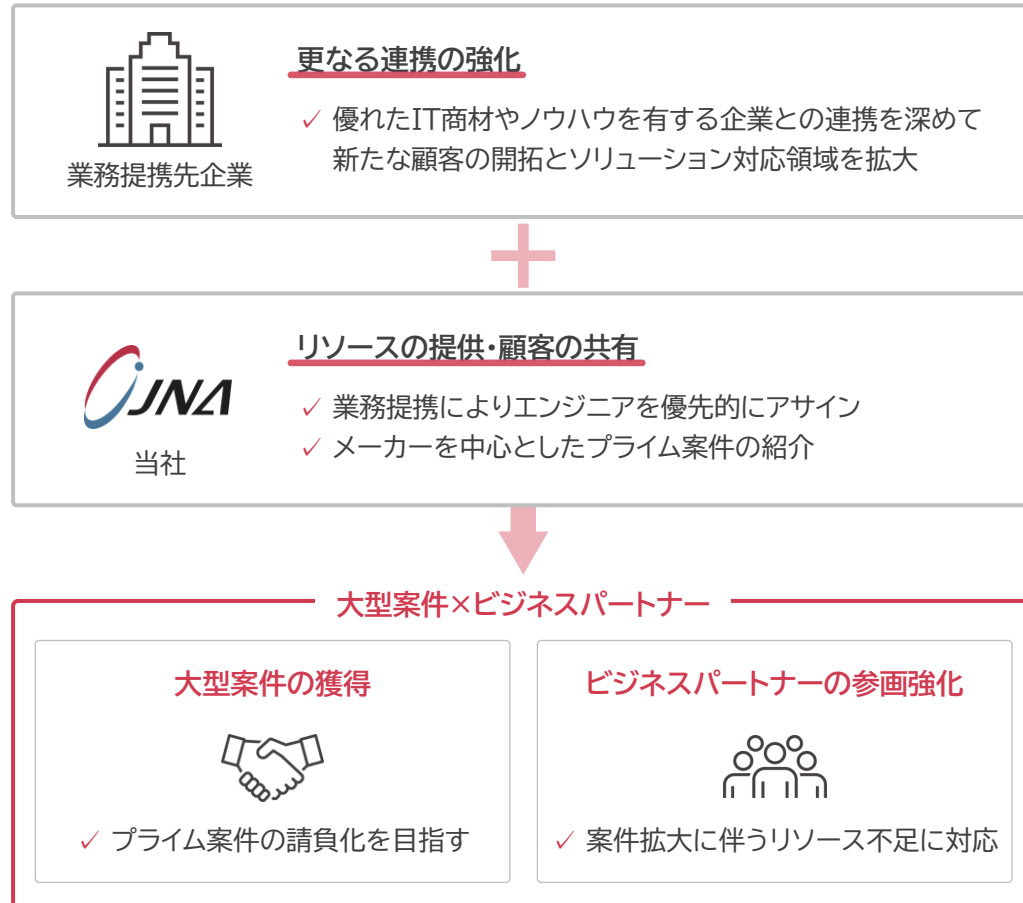 更なる連携の強化
✓ 優れたIT商材やノウハウを有する企業との連携を深めて
新たな顧客の開拓とソリューション対応領域を拡大
業務提携先企業
+
リソースの提供・顧客の共有
JNA
✓ 業務提携によりエンジニアを優先的にアサイン
✓ メーカーを中心としたプライム案件の紹介
当社
大型案件×ビジネスパートナー
大型案件の獲得
✓ プライム案件の請負化を目指す
ビジネスパートナーの参画強化
✓ 案件拡大に伴うリソース不足に対応